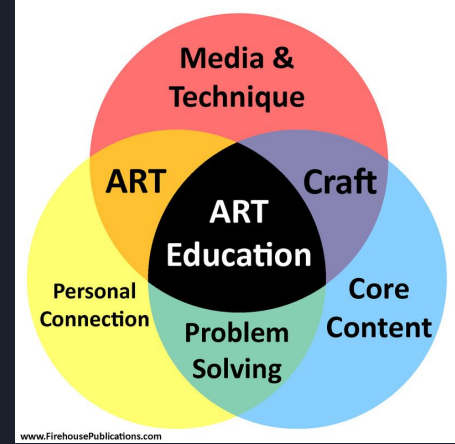 Media &
Technique
ART
Craft
ART
Education
Personal
Connection
Core
Content
Problem
Solving
www.FirehousePublications.com